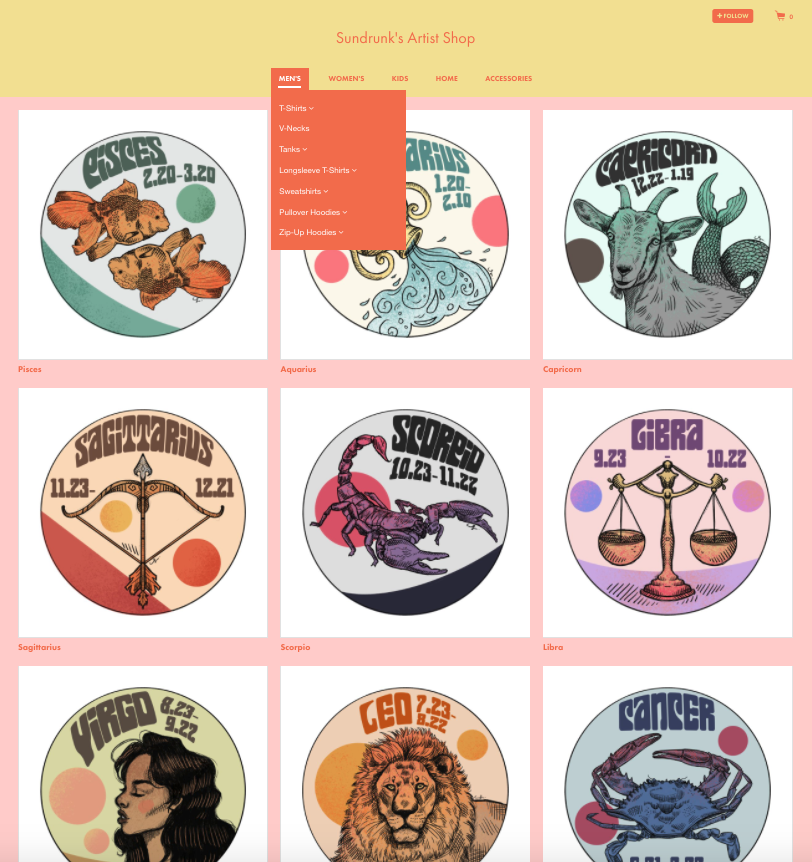 + FOLLOW
0
Sundrunk's Artist Shop
MEN'S
WOMEN'S
KIDS
HOME
ACCESSORIES
T-Shirts
V-Necks
Tanks
Longsleeve T-Shirts
Sweatshirts
Pullover Hoodies
Zip-Up Hoodies
PISCES
2.20-3.20
ARIUS
1.20-
2.10
CAPRICORN
12.22-1.19
Pisces
Aquarius
Capricorn
SAGITTARIUS
11.23-
12.21
SCORPIO
10.23-11.22
LIBRA
9.23
10.22
Sagittarius
Scorpio
Libra
VIRGO
8.23-
9.22
LEO
7.23-
8.22
CANCER